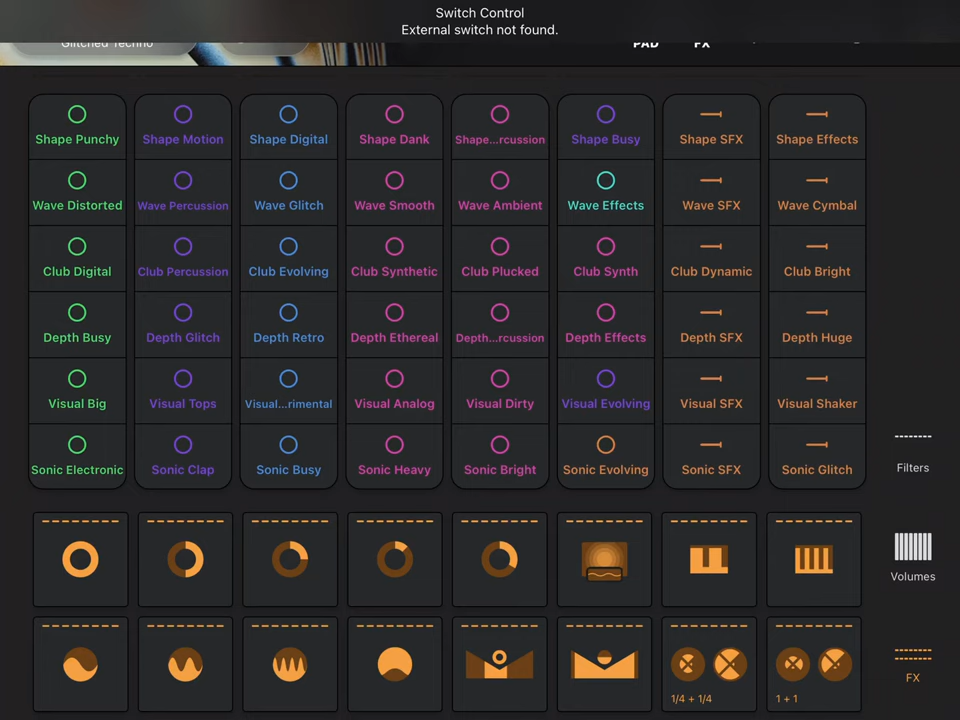 Switch Control
External switch not found.
Glitched Techno
PAD FX
Shape Punchy Shape Motion Shape Digital Shape Dank Shape...rcussion Shape Busy Shape SFX Shape Effects
Wave Distorted Wave Percussion Wave Glitch Wave Smooth Wave Ambient Wave Effects Wave SFX Wave Cymbal
Club Digital Club Percussion Club Evolving Club Synthetic Club Plucked Club Synth Club Dynamic Club Bright
Depth Busy Depth Glitch Depth Retro Depth Ethereal Depth...rcussion Depth Effects Depth SFX Depth Huge
Visual Big Visual Tops Visual...rimental Visual Analog Visual Dirty Visual Evolving Visual SFX Visual Shaker
Sonic Electronic Sonic Clap Sonic Busy Sonic Heavy Sonic Bright Sonic Evolving Sonic SFX Sonic Glitch
Filters
Volumes
FX
1/4 + 1/4 1 + 1